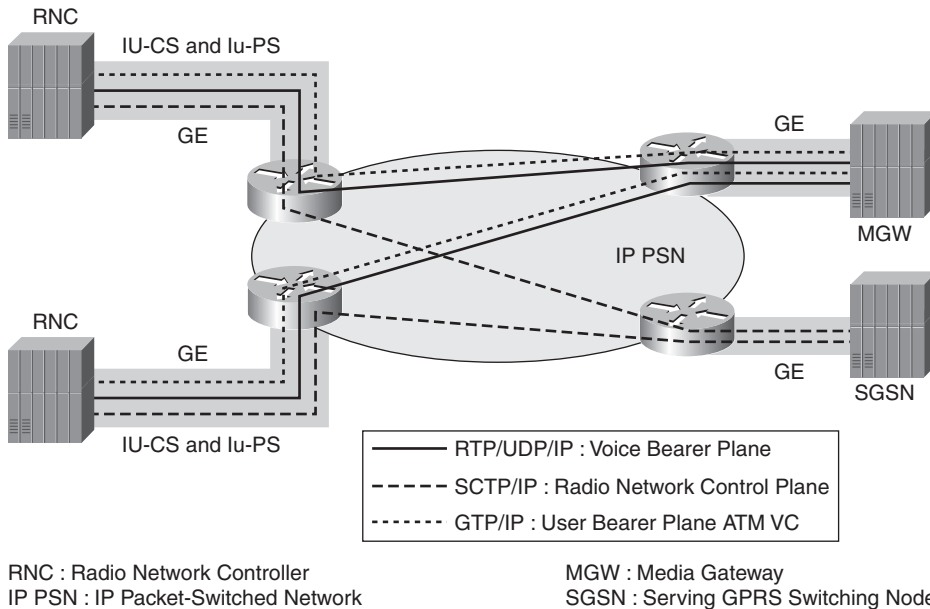 RNC
IU-CS and Iu-PS
GE
GE
MGW
IP PSN
RNC
GE
GE
SGSN
IU-CS and Iu-PS
RTP/UDP/IP : Voice Bearer Plane
SCTP/IP : Radio Network Control Plane
GTP/IP : User Bearer Plane ATM VC
RNC : Radio Network Controller
MGW : Media Gateway
IP PSN : IP Packet-Switched Network
SGSN : Serving GPRS Switching Node